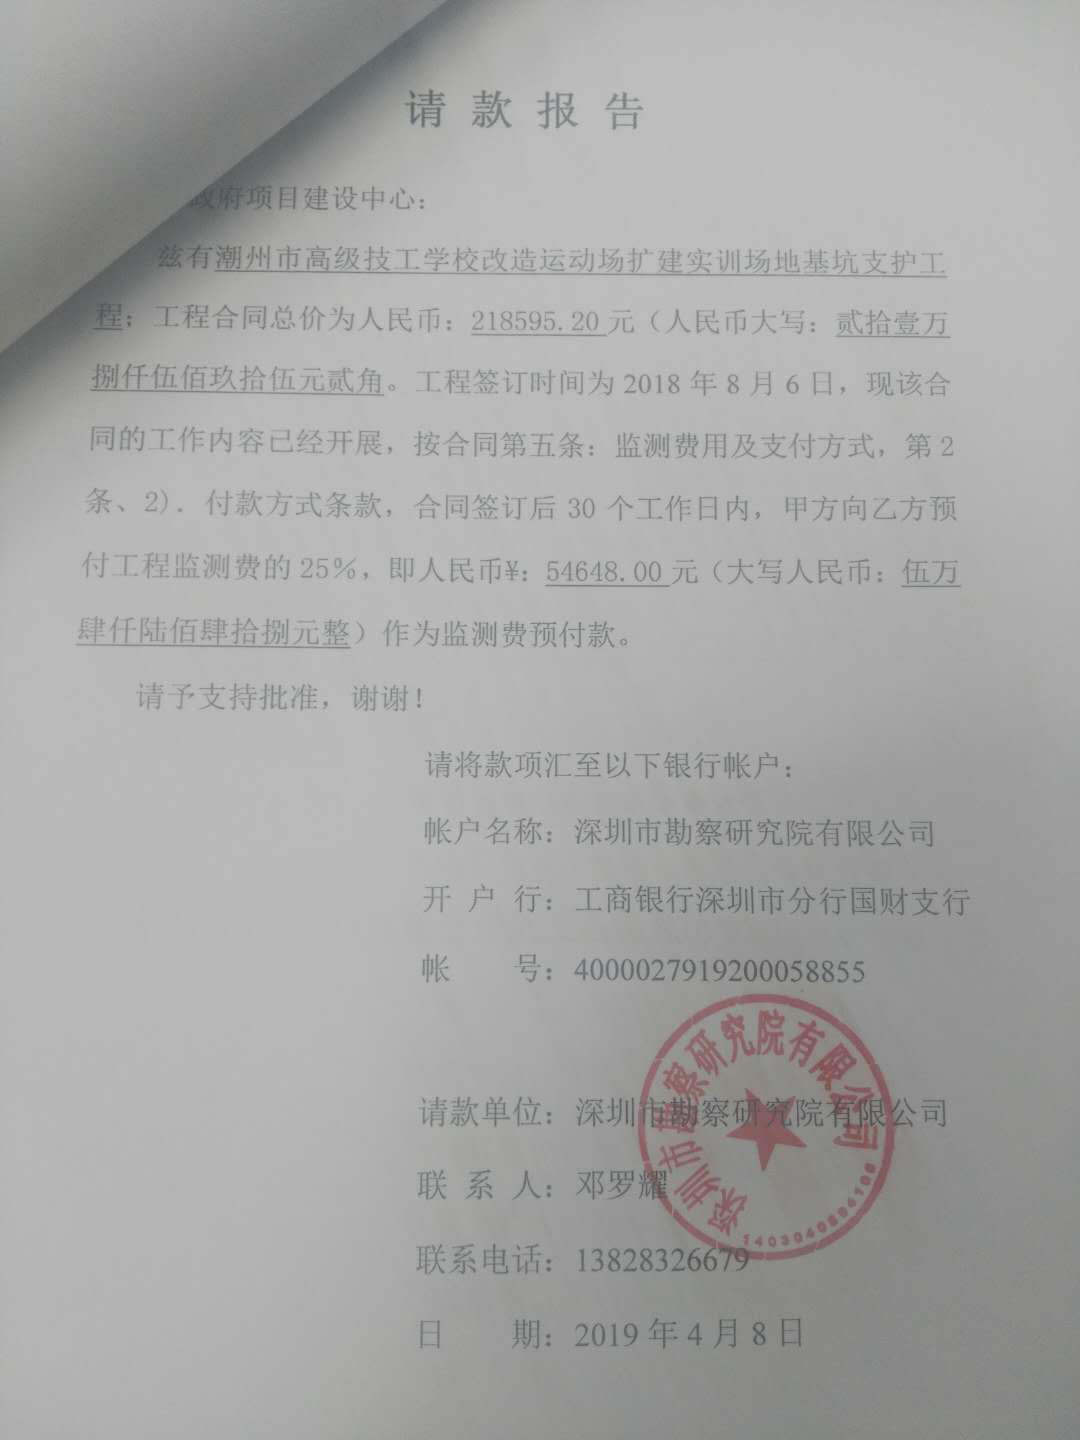 请款报告
政府项目建设中心：
兹有潮州市高级技工学校改造运动场扩建实训场地基坑支护工
程；工程合同总价为人民币：218595.20元（人民币大写：贰拾壹万
捌仟伍佰玖拾伍元贰角。工程签订时间为 2018 年 8 月 6 日，现该合
同的工作内容已经开展，按合同第五条：监测费用及支付方式，第 2
条、2）．付款方式条款，合同签订后 30 个工作日内，甲方向乙方预
付工程监测费的 25%，即人民币¥：54648.00元（大写人民币：伍万
肆仟陆佰肆拾捌元整）作为监测费预付款。
请予支持批准，谢谢！
请将款项汇至以下银行帐户：
帐户名称：深圳市勘察研究院有限公司
开 户 行：工商银行深圳市分行国财支行
帐 号：4000027919200058855
请款单位：深圳市勘察研究院有限公司
联 系 人：邓罗耀
联系电话：13828326679
日 期：2019 年 4 月 8 日
深圳市勘察研究院有限公司